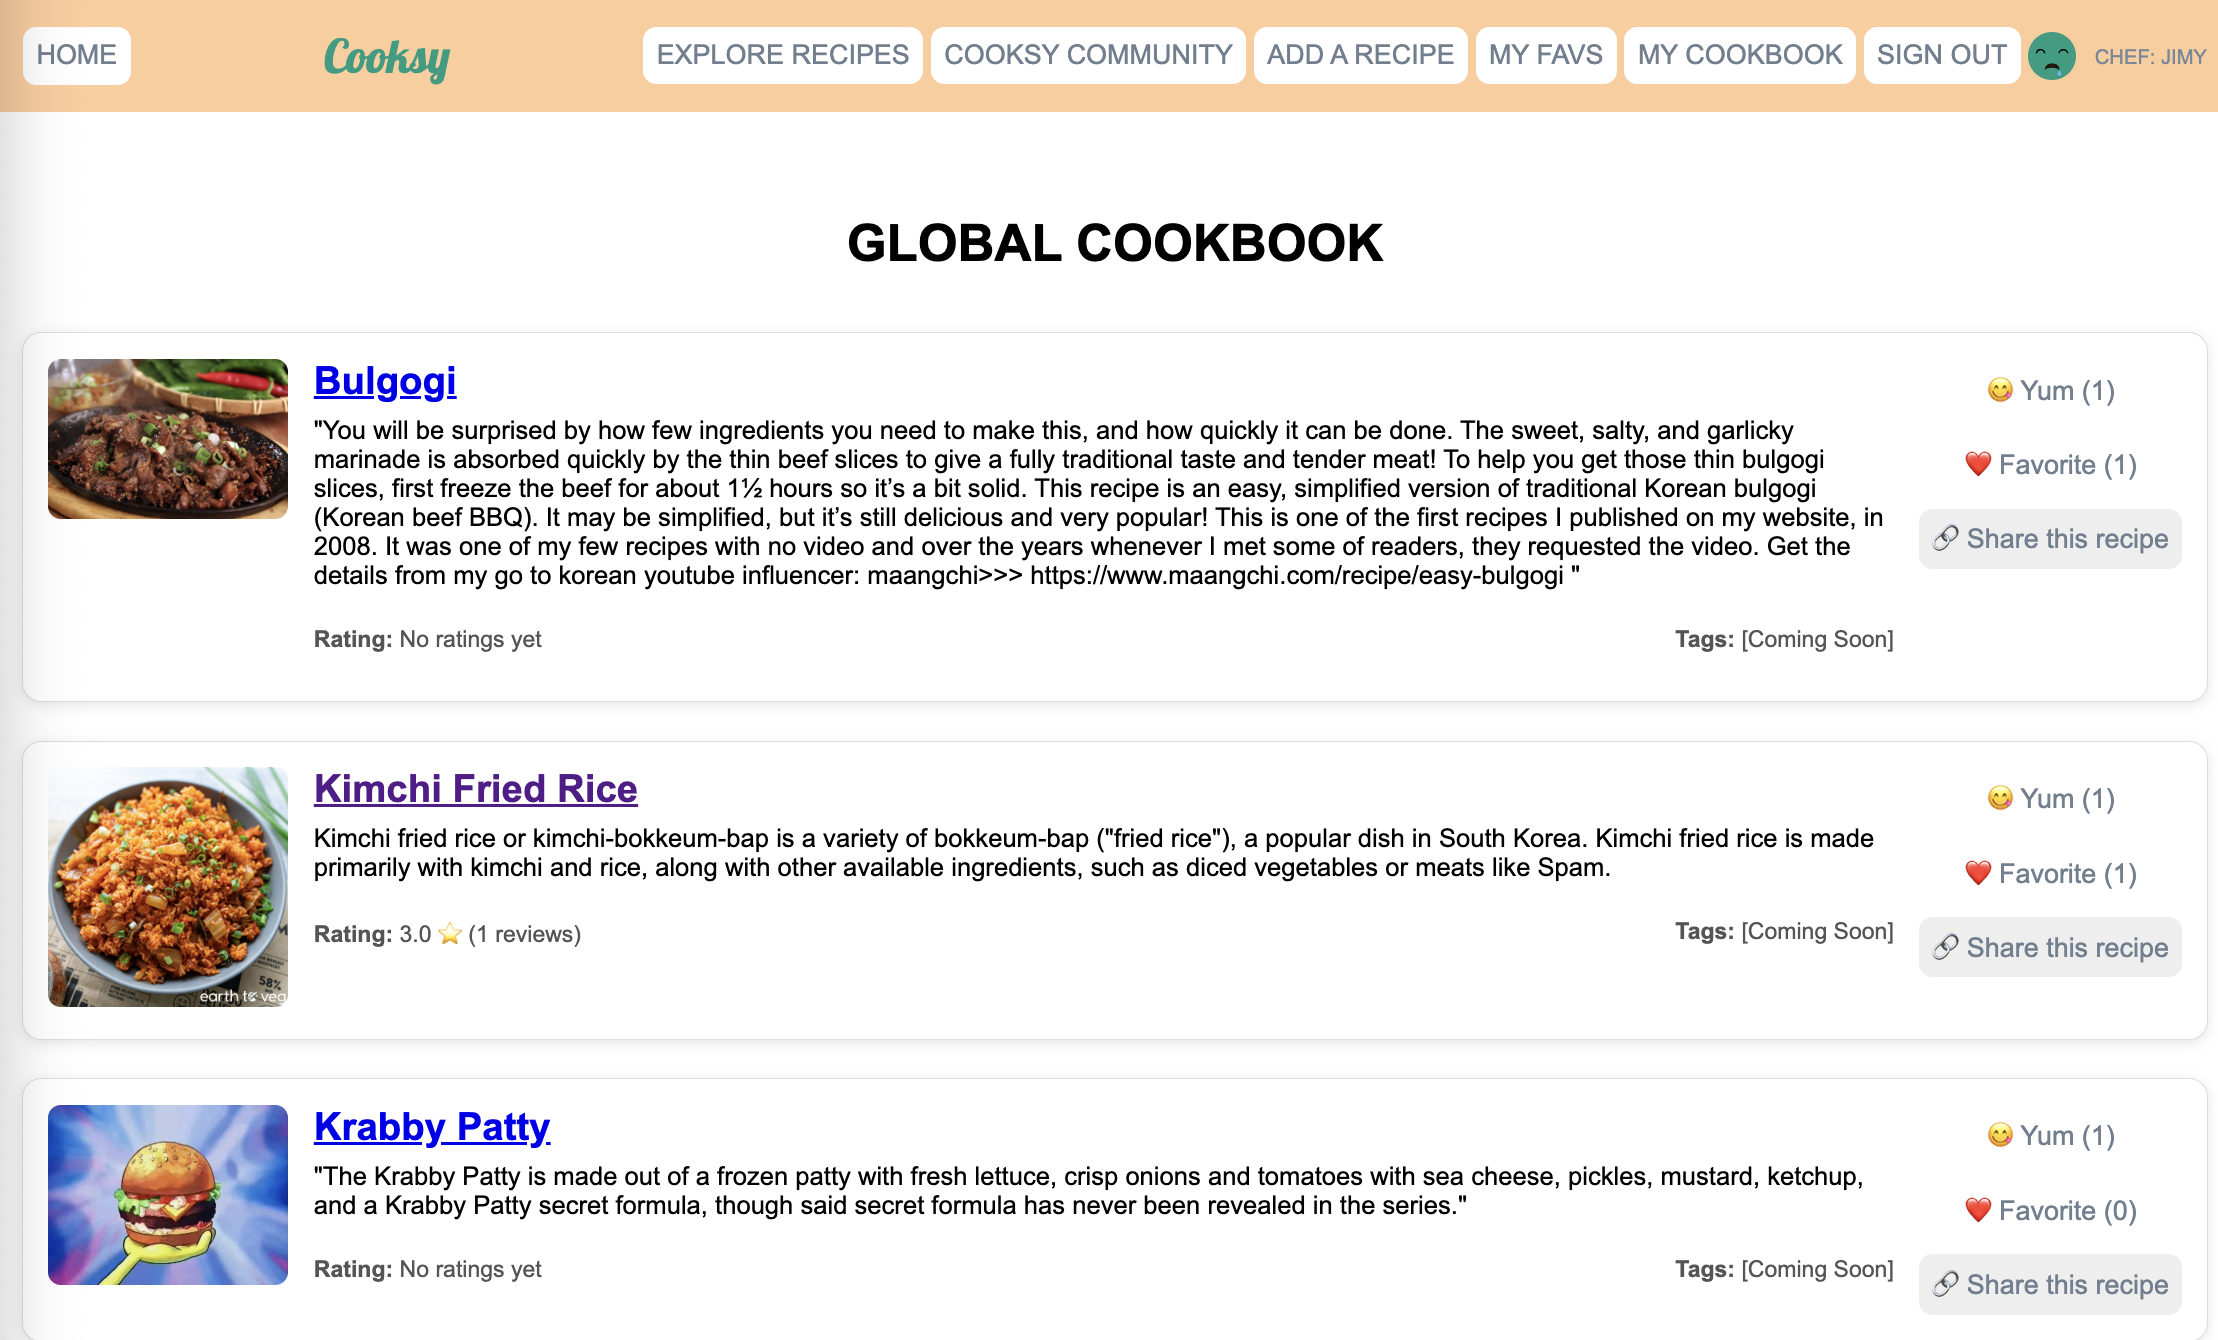 HOME
Cooksy
EXPLORE RECIPES
COOKSY COMMUNITY
ADD A RECIPE
MY FAVS
MY COOKBOOK
SIGN OUT
CHEF: JIMY
GLOBAL COOKBOOK
Bulgogi
"You will be surprised by how few ingredients you need to make this, and how quickly it can be done. The sweet, salty, and garlicky
marinade is absorbed quickly by the thin beef slices to give a fully traditional taste and tender meat! To help you get those thin bulgogi
slices, first freeze the beef for about 1½ hours so it’s a bit solid. This recipe is an easy, simplified version of traditional Korean bulgogi
(Korean beef BBQ). It may be simplified, but it’s still delicious and very popular! This is one of the first recipes I published on my website, in
2008. It was one of my few recipes with no video and over the years whenever I met some of readers, they requested the video. Get the
details from my go to korean youtube influencer: maangchi>>> https://www.maangchi.com/recipe/easy-bulgogi "
Rating: No ratings yet
Tags: [Coming Soon]
😋 Yum (1)
❤️ Favorite (1)
🔗 Share this recipe
Kimchi Fried Rice
Kimchi fried rice or kimchi-bokkeum-bap is a variety of bokkeum-bap ("fried rice"), a popular dish in South Korea. Kimchi fried rice is made
primarily with kimchi and rice, along with other available ingredients, such as diced vegetables or meats like Spam.
Rating: 3.0 ⭐ (1 reviews)
Tags: [Coming Soon]
58%
earth to veg
😋 Yum (1)
❤️ Favorite (1)
🔗 Share this recipe
Krabby Patty
"The Krabby Patty is made out of a frozen patty with fresh lettuce, crisp onions and tomatoes with sea cheese, pickles, mustard, ketchup,
and a Krabby Patty secret formula, though said secret formula has never been revealed in the series."
Rating: No ratings yet
Tags: [Coming Soon]
😋 Yum (1)
❤️ Favorite (0)
🔗 Share this recipe